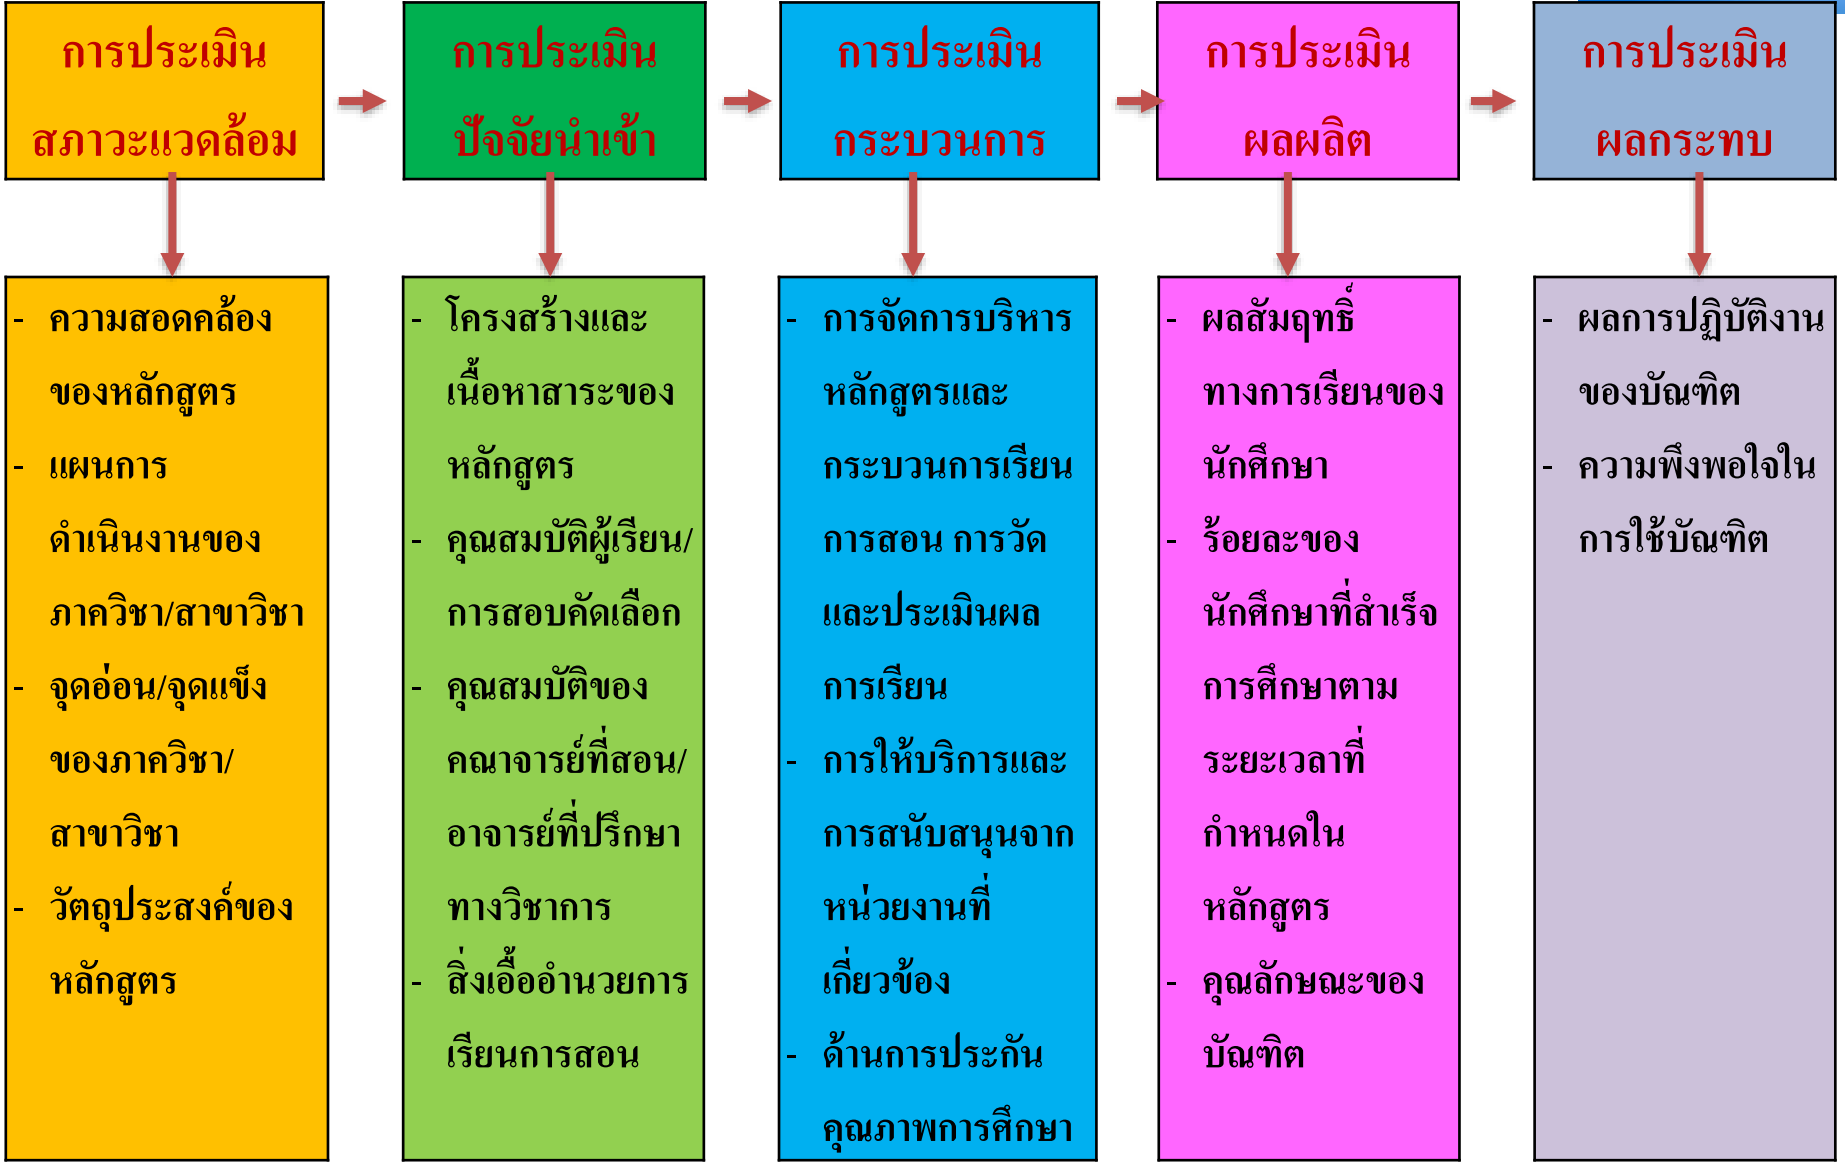 การประเมิน
สภาวะแวดล้อม
การประเมิน
ปัจจัยนำเข้า
การประเมิน
กระบวนการ
การประเมิน
ผลผลิต
การประเมิน
ผลกระทบ
- ความสอดคล้อง
ของหลักสูตร
- แผนการ
ดำเนินงานของ
ภาควิชา/สาขาวิชา
- จุดอ่อน/จุดแข็ง
ของภาควิชา/
สาขาวิชา
- วัตถุประสงค์ของ
หลักสูตร
- โครงสร้างและ
เนื้อหาสาระของ
หลักสูตร
- คุณสมบัติผู้เรียน/
การสอบคัดเลือก
- คุณสมบัติของ
คณาจารย์ที่สอน/
อาจารย์ที่ปรึกษา
ทางวิชาการ
- สิ่งเอื้ออำนวยการ
เรียนการสอน
- การจัดการบริหาร
หลักสูตรและ
กระบวนการเรียน
การสอน การวัด
และประเมินผล
การเรียน
- การให้บริการและ
การสนับสนุนจาก
หน่วยงานที่
เกี่ยวข้อง
- ด้านการประกัน
คุณภาพการศึกษา
- ผลสัมฤทธิ์
ทางการเรียนของ
นักศึกษา
- ร้อยละของ
นักศึกษาที่สำเร็จ
การศึกษาตาม
ระยะเวลาที่
กำหนดใน
หลักสูตร
- คุณลักษณะของ
บัณฑิต
- ผลการปฏิบัติงาน
ของบัณฑิต
- ความพึงพอใจใน
การใช้บัณฑิต